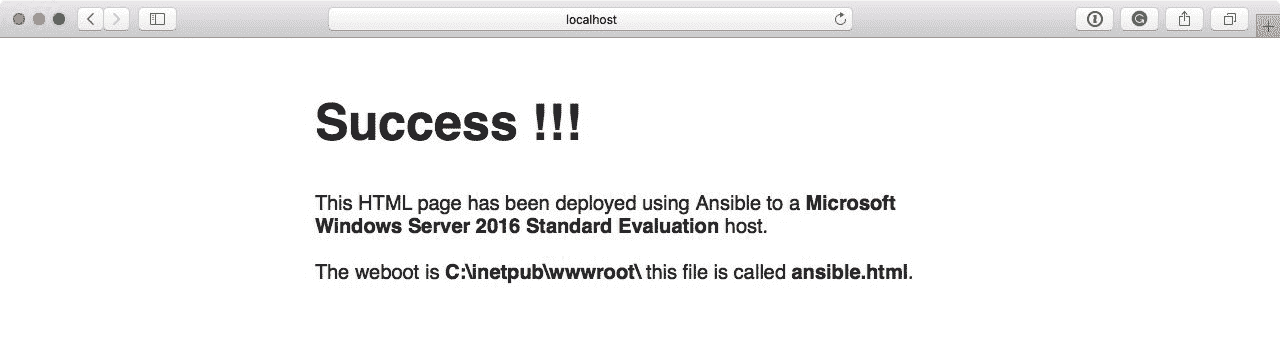 localhost
Success !!!
This HTML page has been deployed using Ansible to a Microsoft
Windows Server 2016 Standard Evaluation host.
The weboot is C:\inetpub\wwwroot\ this file is called ansible.html.